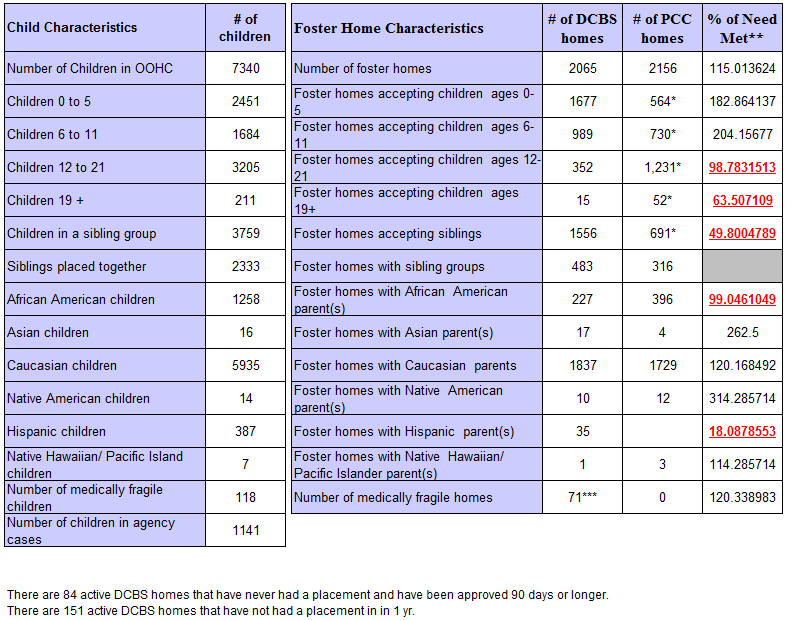 Child Characteristics # of children Foster Home Characteristics # of DCBS homes # of PCC homes % of Need Met**
Number of Children in OOHC 7340 Number of foster homes 2065 2156 115.013624
Children 0 to 5 2451 Foster homes accepting children ages 0-5 1677 564* 182.864137
Children 6 to 11 1684 Foster homes accepting children ages 6-11 989 730* 204.15677
Children 12 to 21 3205 Foster homes accepting children ages 12-21 352 1,231* 98.7831513
Children 19 + 211 Foster homes accepting children ages 19+ 15 52* 63.507109
Children in a sibling group 3759 Foster homes accepting siblings 1556 691* 49.8004789
Siblings placed together 2333 Foster homes with sibling groups 483 316
African American children 1258 Foster homes with African American parent(s) 227 396 99.0461049
Asian children 16 Foster homes with Asian parent(s) 17 4 262.5
Caucasian children 5935 Foster homes with Caucasian parents 1837 1729 120.168492
Native American children 14 Foster homes with Native American parent(s) 10 12 314.285714
Hispanic children 387 Foster homes with Hispanic parent(s) 35 18.0878553
Native Hawaiian/ Pacific Island children 7 Foster homes with Native Hawaiian/ Pacific Islander parent(s) 1 3 114.285714
Number of medically fragile children 118 Number of medically fragile homes 71*** 0 120.338983
Number of children in agency cases 1141
There are 84 active DCBS homes that have never had a placement and have been approved 90 days or longer.
There are 151 active DCBS homes that have not had a placement in in 1 yr.